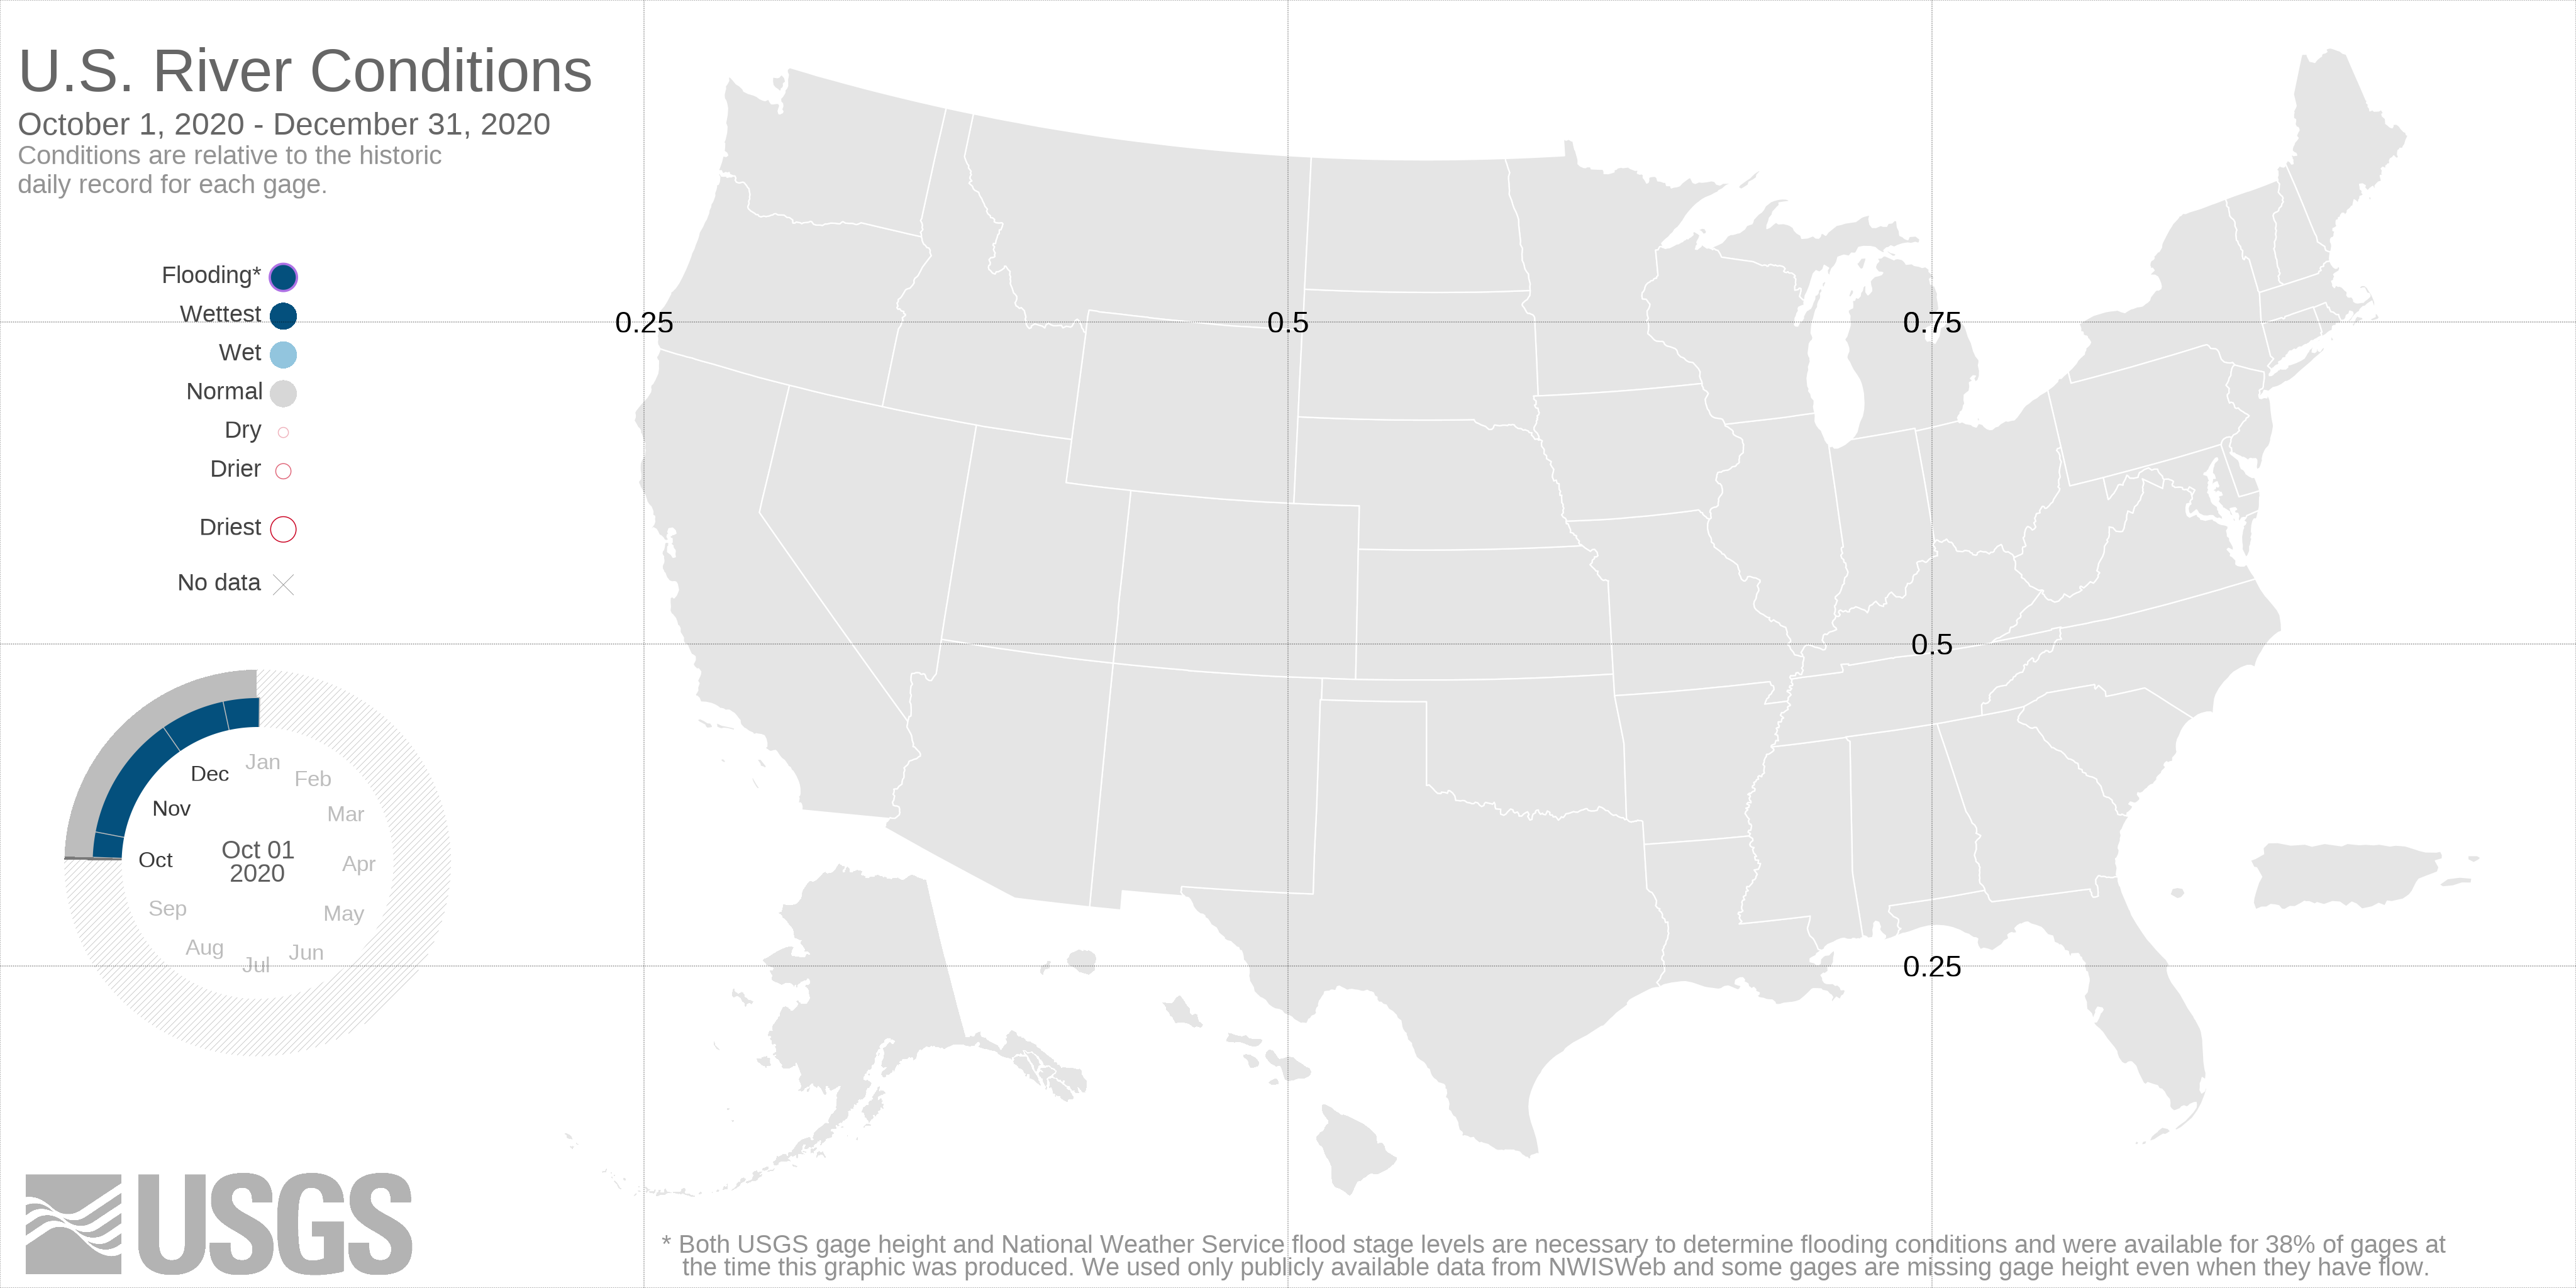 U.S. River Conditions
October 1, 2020 - December 31, 2020
Conditions are relative to the historic
daily record for each gage.
Flooding*
Wettest
Wet
Normal
Dry
Drier
Driest
No data
0.25
0.5
0.75
0.5
0.25
Jan
Feb
Mar
Apr
May
Jun
Jul
Aug
Sep
Oct
Nov
Dec
Oct 01
2020
USGS
* Both USGS gage height and National Weather Service flood stage levels are necessary to determine flooding conditions and were available for 38% of gages at
the time this graphic was produced. We used only publicly available data from NWISWeb and some gages are missing gage height even when they have flow.